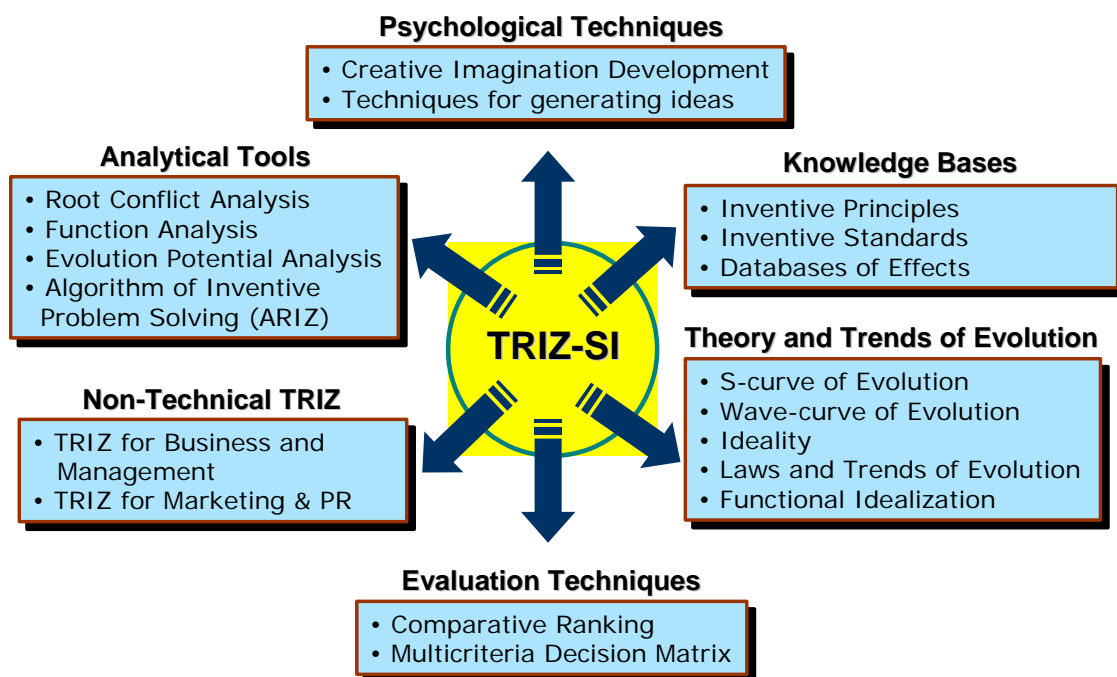 Psychological Techniques
• Creative Imagination Development
• Techniques for generating ideas
Analytical Tools
• Root Conflict Analysis
• Function Analysis
• Evolution Potential Analysis
• Algorithm of Inventive
Problem Solving (ARIZ)
Knowledge Bases
• Inventive Principles
• Inventive Standards
• Databases of Effects
TRIZ-SI
Non-Technical TRIZ
• TRIZ for Business and
Management
• TRIZ for Marketing & PR
Theory and Trends of Evolution
• S-curve of Evolution
• Wave-curve of Evolution
• Ideality
• Laws and Trends of Evolution
• Functional Idealization
Evaluation Techniques
• Comparative Ranking
• Multicriteria Decision Matrix